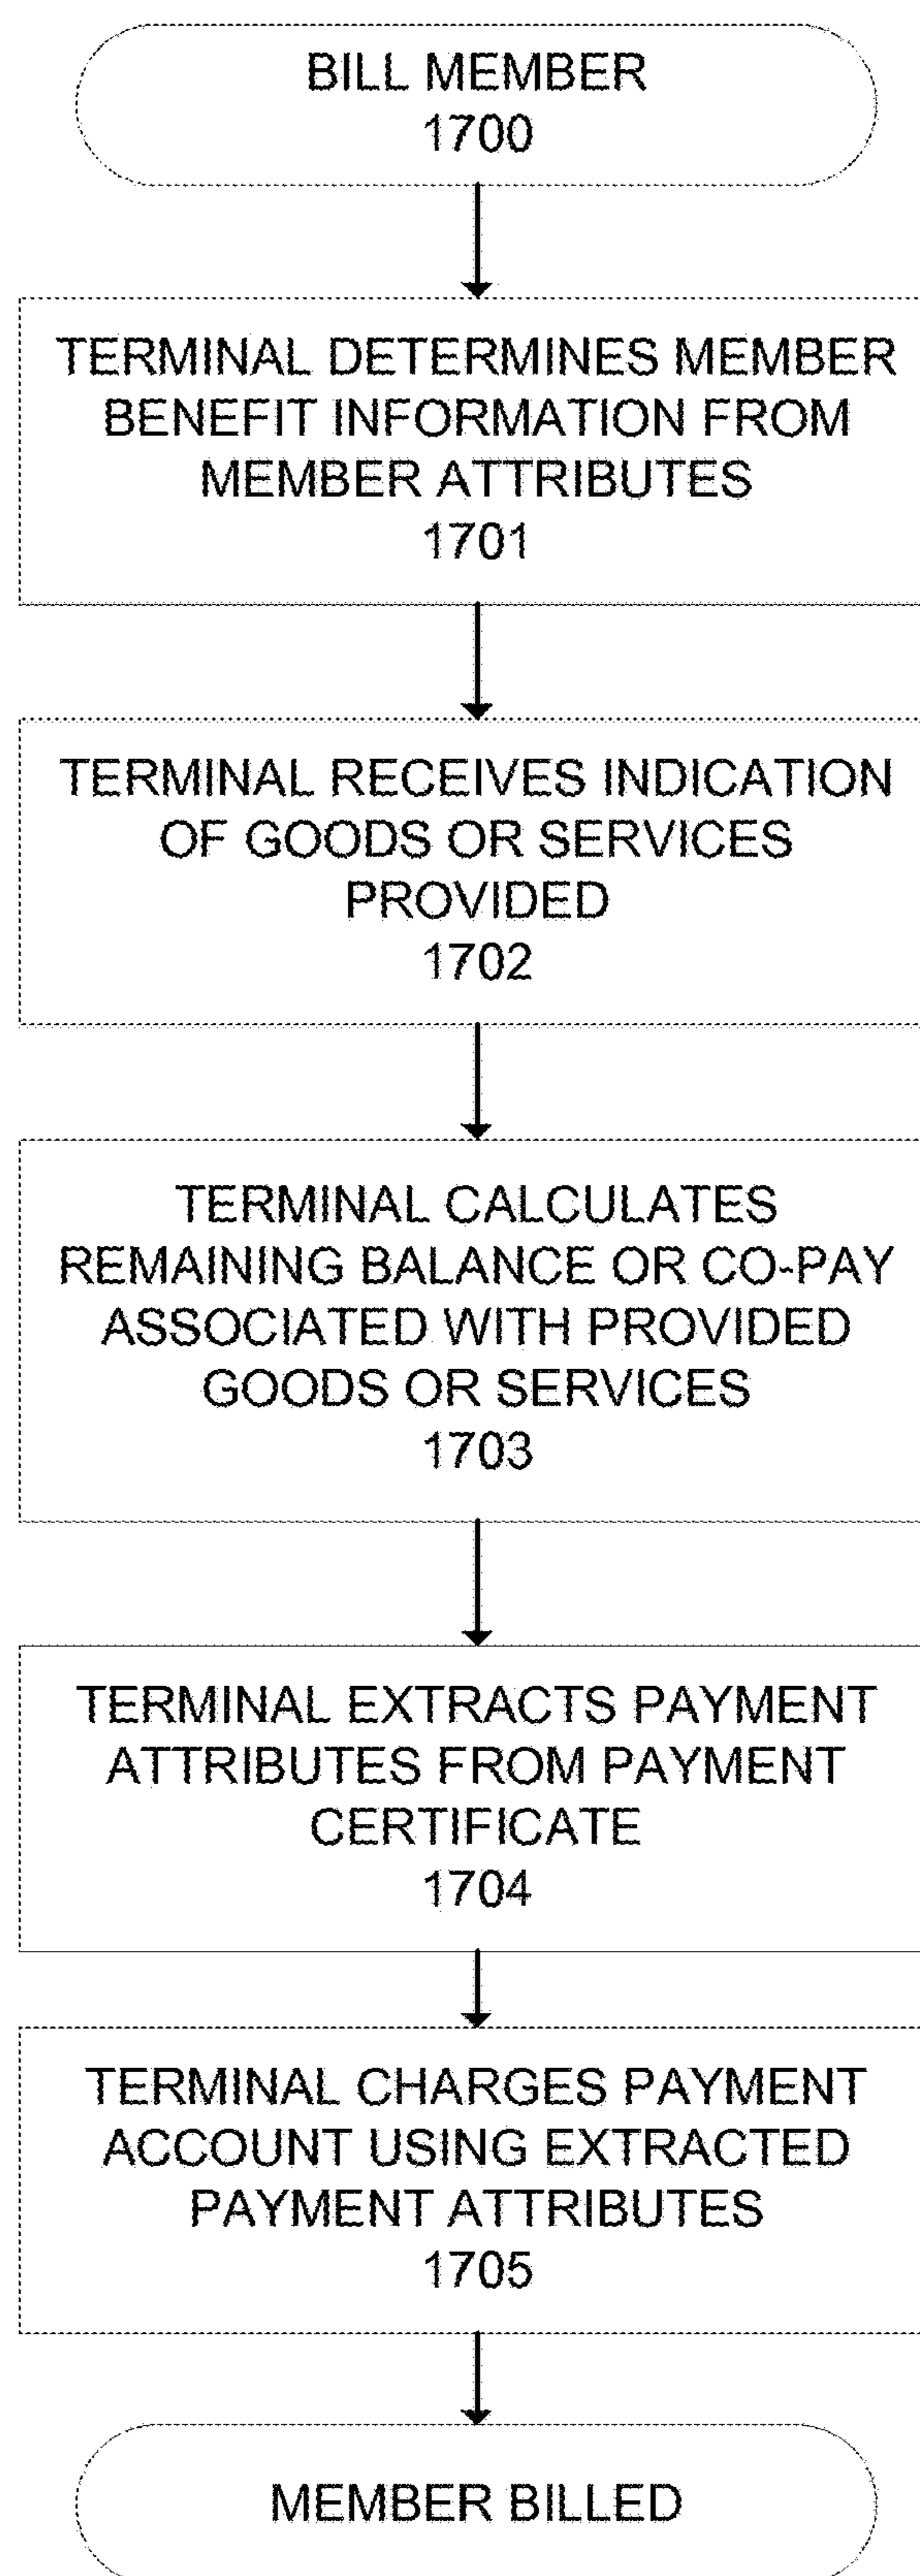 BILL MEMBER
1700
TERMINAL DETERMINES MEMBER
BENEFIT INFORMATION FROM
MEMBER ATTRIBUTES
1701
TERMINAL RECEIVES INDICATION
OF GOODS OR SERVICES
PROVIDED
1702
TERMINAL CALCULATES
REMAINING BALANCE OR CO-PAY
ASSOCIATED WITH PROVIDED
GOODS OR SERVICES
1703
TERMINAL EXTRACTS PAYMENT
ATTRIBUTES FROM PAYMENT
CERTIFICATE
1704
TERMINAL CHARGES PAYMENT
ACCOUNT USING EXTRACTED
PAYMENT ATTRIBUTES
1705
MEMBER BILLED